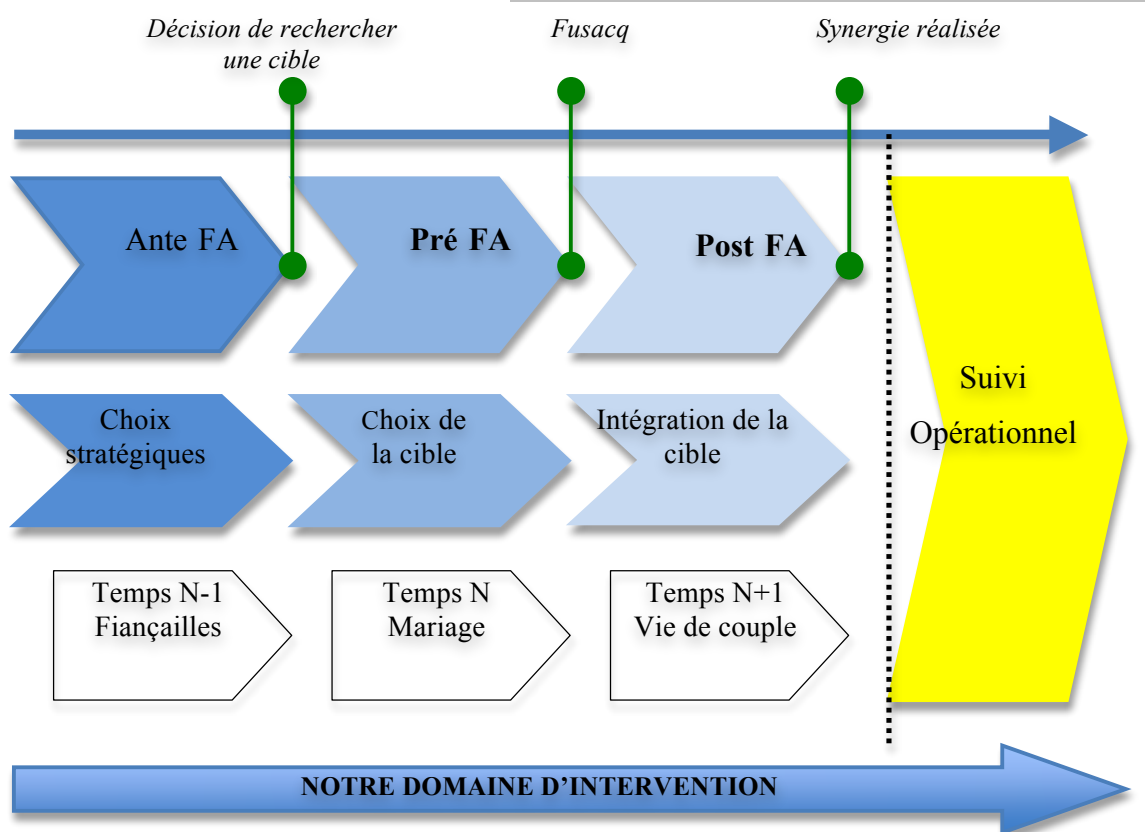 Décision de rechercher
une cible
Fusacq
Synergie réalisée
Ante FA
Pré FA
Post FA
Choix
stratégiques
Choix de
la cible
Intégration de la
cible
Suivi
Opérationnel
Temps N-1
Fiançailles
Temps N
Mariage
Temps N+1
Vie de couple
NOTRE DOMAINE D’INTERVENTION